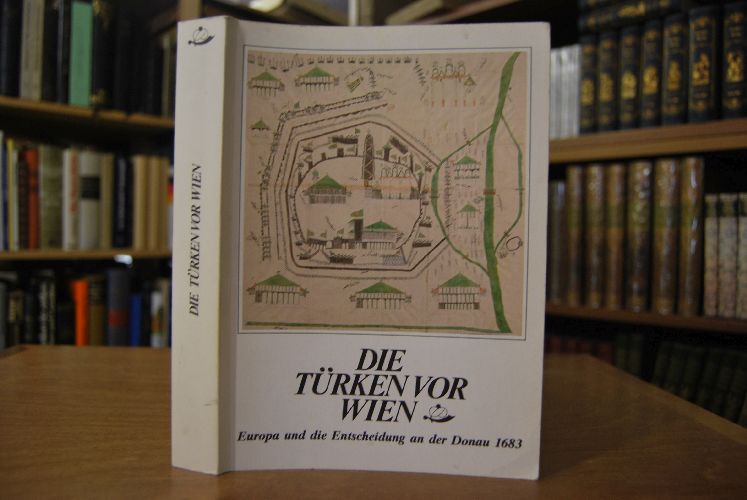 DIE TÜRKEN VOR WIEN
DIE
TÜRKEN VOR
WIEN
Europa und die Entscheidung an der Donau 1683